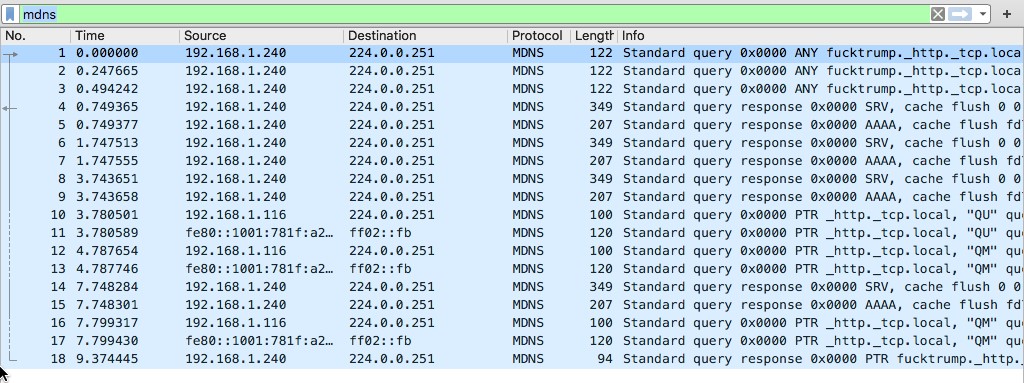 mdns
No. Time Source Destination Protocol Length Info
1 0.000000 192.168.1.240 224.0.0.251 MDNS 122 Standard query 0x0000 ANY fucktrump._http._tcp.loca
2 0.247665 192.168.1.240 224.0.0.251 MDNS 122 Standard query 0x0000 ANY fucktrump._http._tcp.loca
3 0.494242 192.168.1.240 224.0.0.251 MDNS 122 Standard query 0x0000 ANY fucktrump._http._tcp.loca
4 0.749365 192.168.1.240 224.0.0.251 MDNS 349 Standard query response 0x0000 SRV, cache flush 0 0
5 0.749377 192.168.1.240 224.0.0.251 MDNS 207 Standard query response 0x0000 AAAA, cache flush fd
6 1.747513 192.168.1.240 224.0.0.251 MDNS 349 Standard query response 0x0000 SRV, cache flush 0 0
7 1.747555 192.168.1.240 224.0.0.251 MDNS 207 Standard query response 0x0000 AAAA, cache flush fd
8 3.743651 192.168.1.240 224.0.0.251 MDNS 349 Standard query response 0x0000 SRV, cache flush 0 0
9 3.743658 192.168.1.240 224.0.0.251 MDNS 207 Standard query response 0x0000 AAAA, cache flush fd
10 3.780501 192.168.1.116 224.0.0.251 MDNS 100 Standard query 0x0000 PTR _http._tcp.local, "QU" que
11 3.780589 fe80::1001:781f:a2… ff02::fb MDNS 120 Standard query 0x0000 PTR _http._tcp.local, "QU" que
12 4.787654 192.168.1.116 224.0.0.251 MDNS 100 Standard query 0x0000 PTR _http._tcp.local, "QM" que
13 4.787746 fe80::1001:781f:a2… ff02::fb MDNS 120 Standard query 0x0000 PTR _http._tcp.local, "QM" que
14 7.748284 192.168.1.240 224.0.0.251 MDNS 349 Standard query response 0x0000 SRV, cache flush 0 0
15 7.748301 192.168.1.240 224.0.0.251 MDNS 207 Standard query response 0x0000 AAAA, cache flush fd
16 7.799317 192.168.1.116 224.0.0.251 MDNS 100 Standard query 0x0000 PTR _http._tcp.local, "QM" que
17 7.799430 fe80::1001:781f:a2… ff02::fb MDNS 120 Standard query 0x0000 PTR _http._tcp.local, "QM" que
18 9.374445 192.168.1.240 224.0.0.251 MDNS 94 Standard query response 0x0000 PTR fucktrump._http.